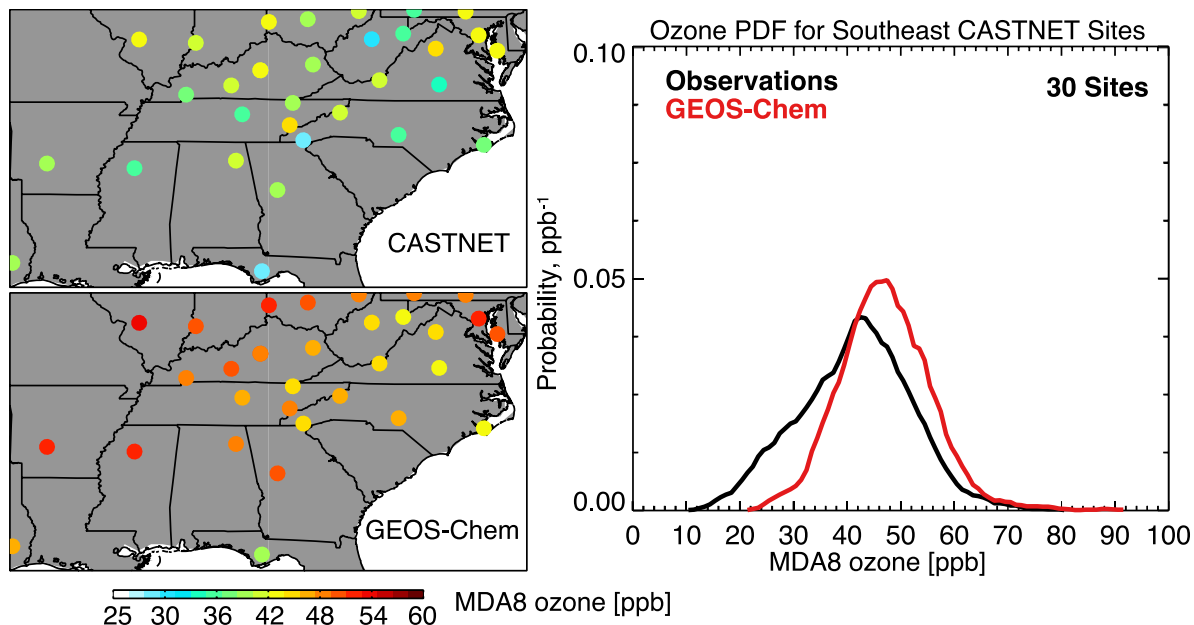 CASTNET
GEOS-Chem
25 30 36 42 48 54 60
MDA8 ozone [ppb]
Ozone PDF for Southeast CASTNET Sites
0.10
Observations
30 Sites
GEOS-Chem
Probability, ppb⁻¹
0.05
0.00
0 10 20 30 40 50 60 70 80 90 100
MDA8 ozone [ppb]